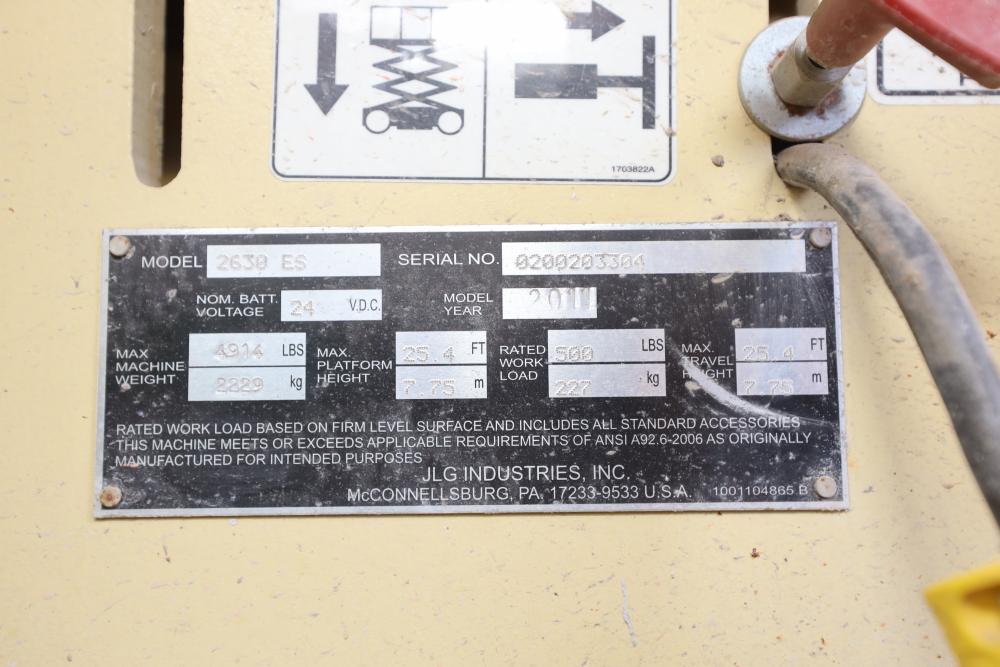 1703822A
MODEL 2630 ES SERIAL NO. 0200203304
NOM. BATT. VOLTAGE 24 V.D.C. MODEL YEAR 2011
MAX MACHINE WEIGHT 4914 LBS 2229 kg MAX. PLATFORM HEIGHT 25.4 FT 7.75 m RATED WORK LOAD 500 LBS 227 kg MAX. TRAVEL HEIGHT 25.4 FT 7.75 m
RATED WORK LOAD BASED ON FIRM LEVEL SURFACE AND INCLUDES ALL STANDARD ACCESSORIES
THIS MACHINE MEETS OR EXCEEDS APPLICABLE REQUIREMENTS OF ANSI A92.6-2006 AS ORIGINALLY
MANUFACTURED FOR INTENDED PURPOSES
JLG INDUSTRIES, INC.
McCONNELLSBURG, PA. 17233-9533 U.S.A. 1001104865 B